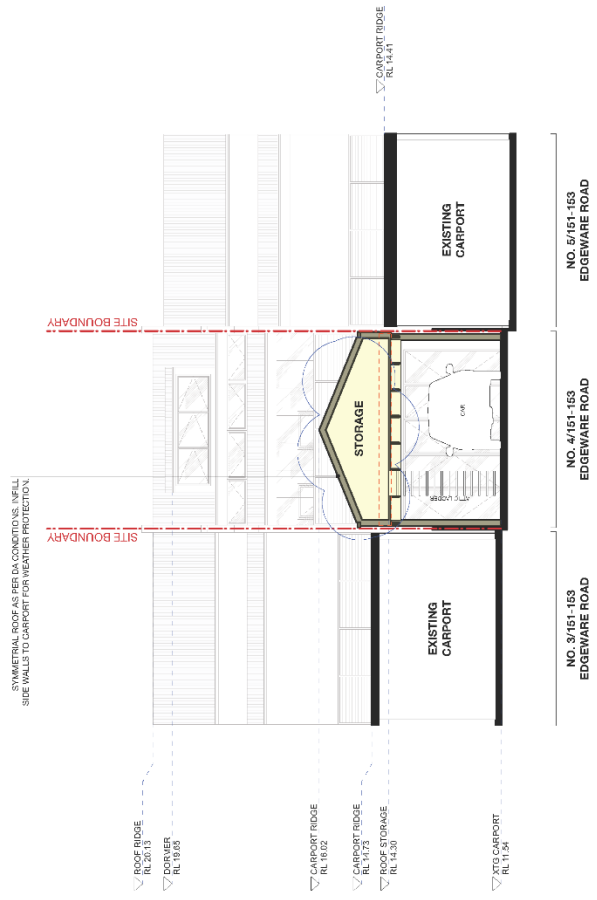 SYMMETRIAL ROOF AS PER DA CONDITIONS. INFILL
SIDE WALLS TO CARPORT FOR WEATHER PROTECTION.
ROOF RIDGE
RL 20.13
DORMER
RL 19.65
CARPORT RIDGE
RL 16.02
CARPORT RIDGE
RL 14.73
ROOF STORAGE
RL 14.30
XTG CARPORT
RL 11.54
SITE BOUNDARY
SITE BOUNDARY
CARPORT RIDGE
RL 14.41
STORAGE
ATTIC LADDER
CAR
EXISTING
CARPORT
EXISTING
CARPORT
NO. 3/151-153
EDGEWARE ROAD
NO. 4/151-153
EDGEWARE ROAD
NO. 5/151-153
EDGEWARE ROAD